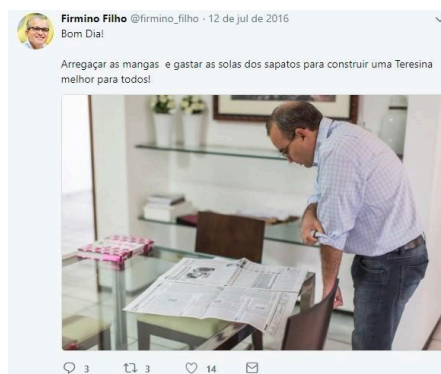 Firmino Filho @firmino_filho · 12 de jul de 2016
Bom Dia!
Arregaçar as mangas e gastar as solas dos sapatos para construir uma Teresina
melhor para todos!
3 3 14